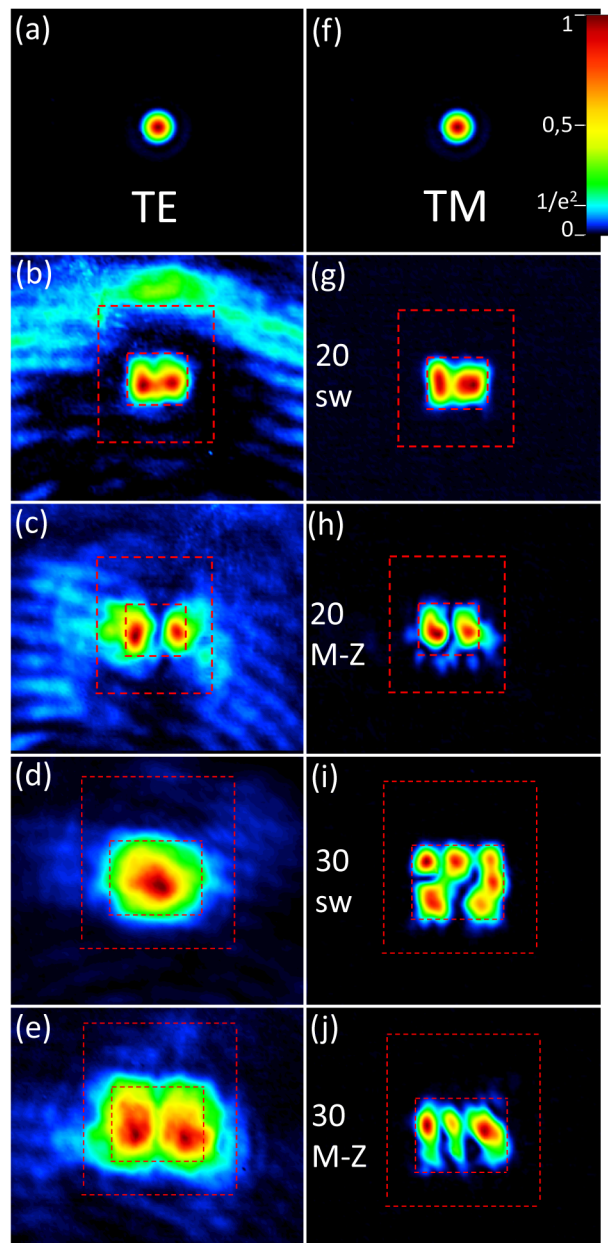 (a)
TE
(f)
TM
1
0,5
1/e²
0
(b)
(g)
20
sw
(c)
(h)
20
M-Z
(d)
(i)
30
sw
(e)
(j)
30
M-Z